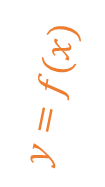 y = f(x)